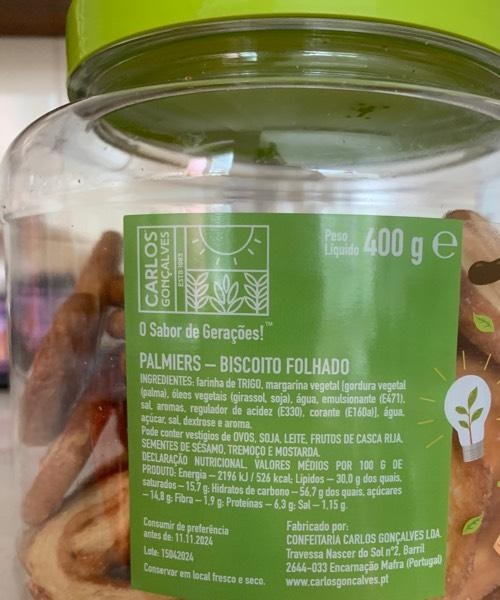 CARLOS
GONÇALVES
ESTD 1983
Peso
Líquido 400 g e
O Sabor de Gerações!™
PALMIERS – BISCOITO FOLHADO
INGREDIENTES: farinha de TRIGO, margarina vegetal [gordura vegetal
(palma), óleos vegetais (girassol, soja), água, emulsionante (E471),
sal, aromas, regulador de acidez (E330), corante (E160a)], água,
açúcar, sal, dextrose e aroma.
Pode conter vestígios de OVOS, SOJA, LEITE, FRUTOS DE CASCA RIJA,
SEMENTES DE SÉSAMO, TREMOÇO E MOSTARDA.
DECLARAÇÃO NUTRICIONAL, VALORES MÉDIOS POR 100 G DE
PRODUTO: Energia – 2196 kJ / 526 kcal; Lípidos – 30,0 g dos quais,
saturados – 15,7 g; Hidratos de carbono – 56,7 g dos quais, açúcares
– 14,8 g; Fibra – 1,9 g; Proteínas – 6,3 g; Sal – 1,15 g.
Consumir de preferência
antes de: 11.11.2024
Lote: 15042024
Conservar em local fresco e seco.
Fabricado por:
CONFEITARIA CARLOS GONÇALVES LDA.
Travessa Nascer do Sol nº2, Barril
2644-033 Encarnação Mafra (Portugal)
www.carlosgoncalves.pt